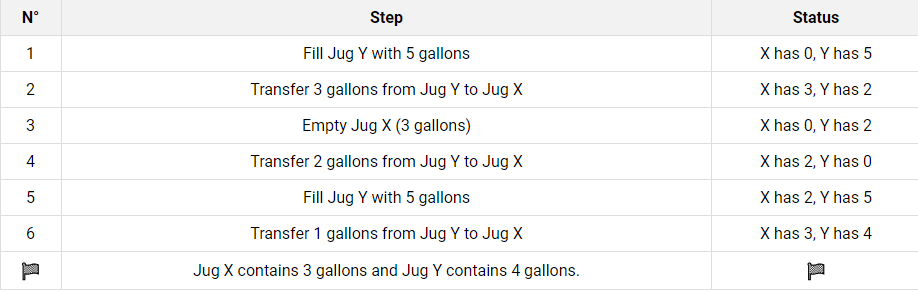 N° Step Status
1 Fill Jug Y with 5 gallons X has 0, Y has 5
2 Transfer 3 gallons from Jug Y to Jug X X has 3, Y has 2
3 Empty Jug X (3 gallons) X has 0, Y has 2
4 Transfer 2 gallons from Jug Y to Jug X X has 2, Y has 0
5 Fill Jug Y with 5 gallons X has 2, Y has 5
6 Transfer 1 gallons from Jug Y to Jug X X has 3, Y has 4
Jug X contains 3 gallons and Jug Y contains 4 gallons.